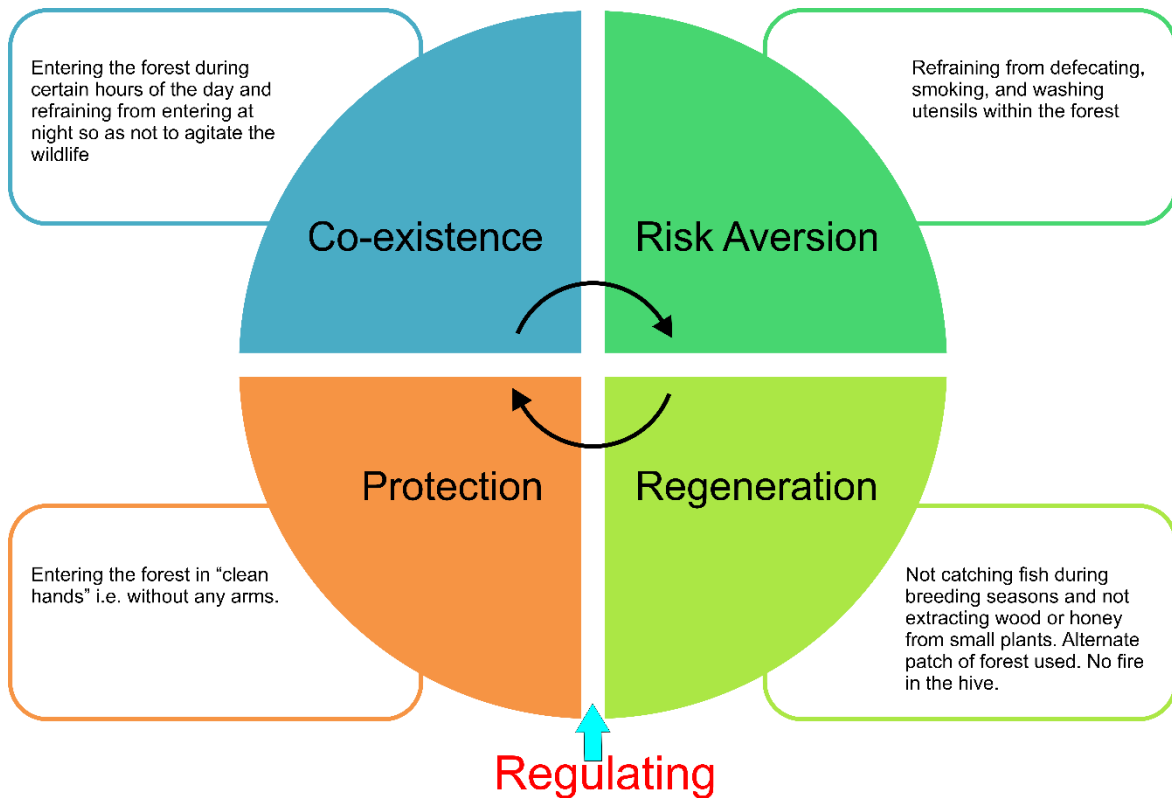 Entering the forest during
certain hours of the day and
refraining from entering at
night so as not to agitate the
wildlife
Refraining from defecating,
smoking, and washing
utensils within the forest
Co-existence
Risk Aversion
Protection
Regeneration
Entering the forest in “clean
hands” i.e. without any arms.
Not catching fish during
breeding seasons and not
extracting wood or honey
from small plants. Alternate
patch of forest used. No fire
in the hive.
Regulating